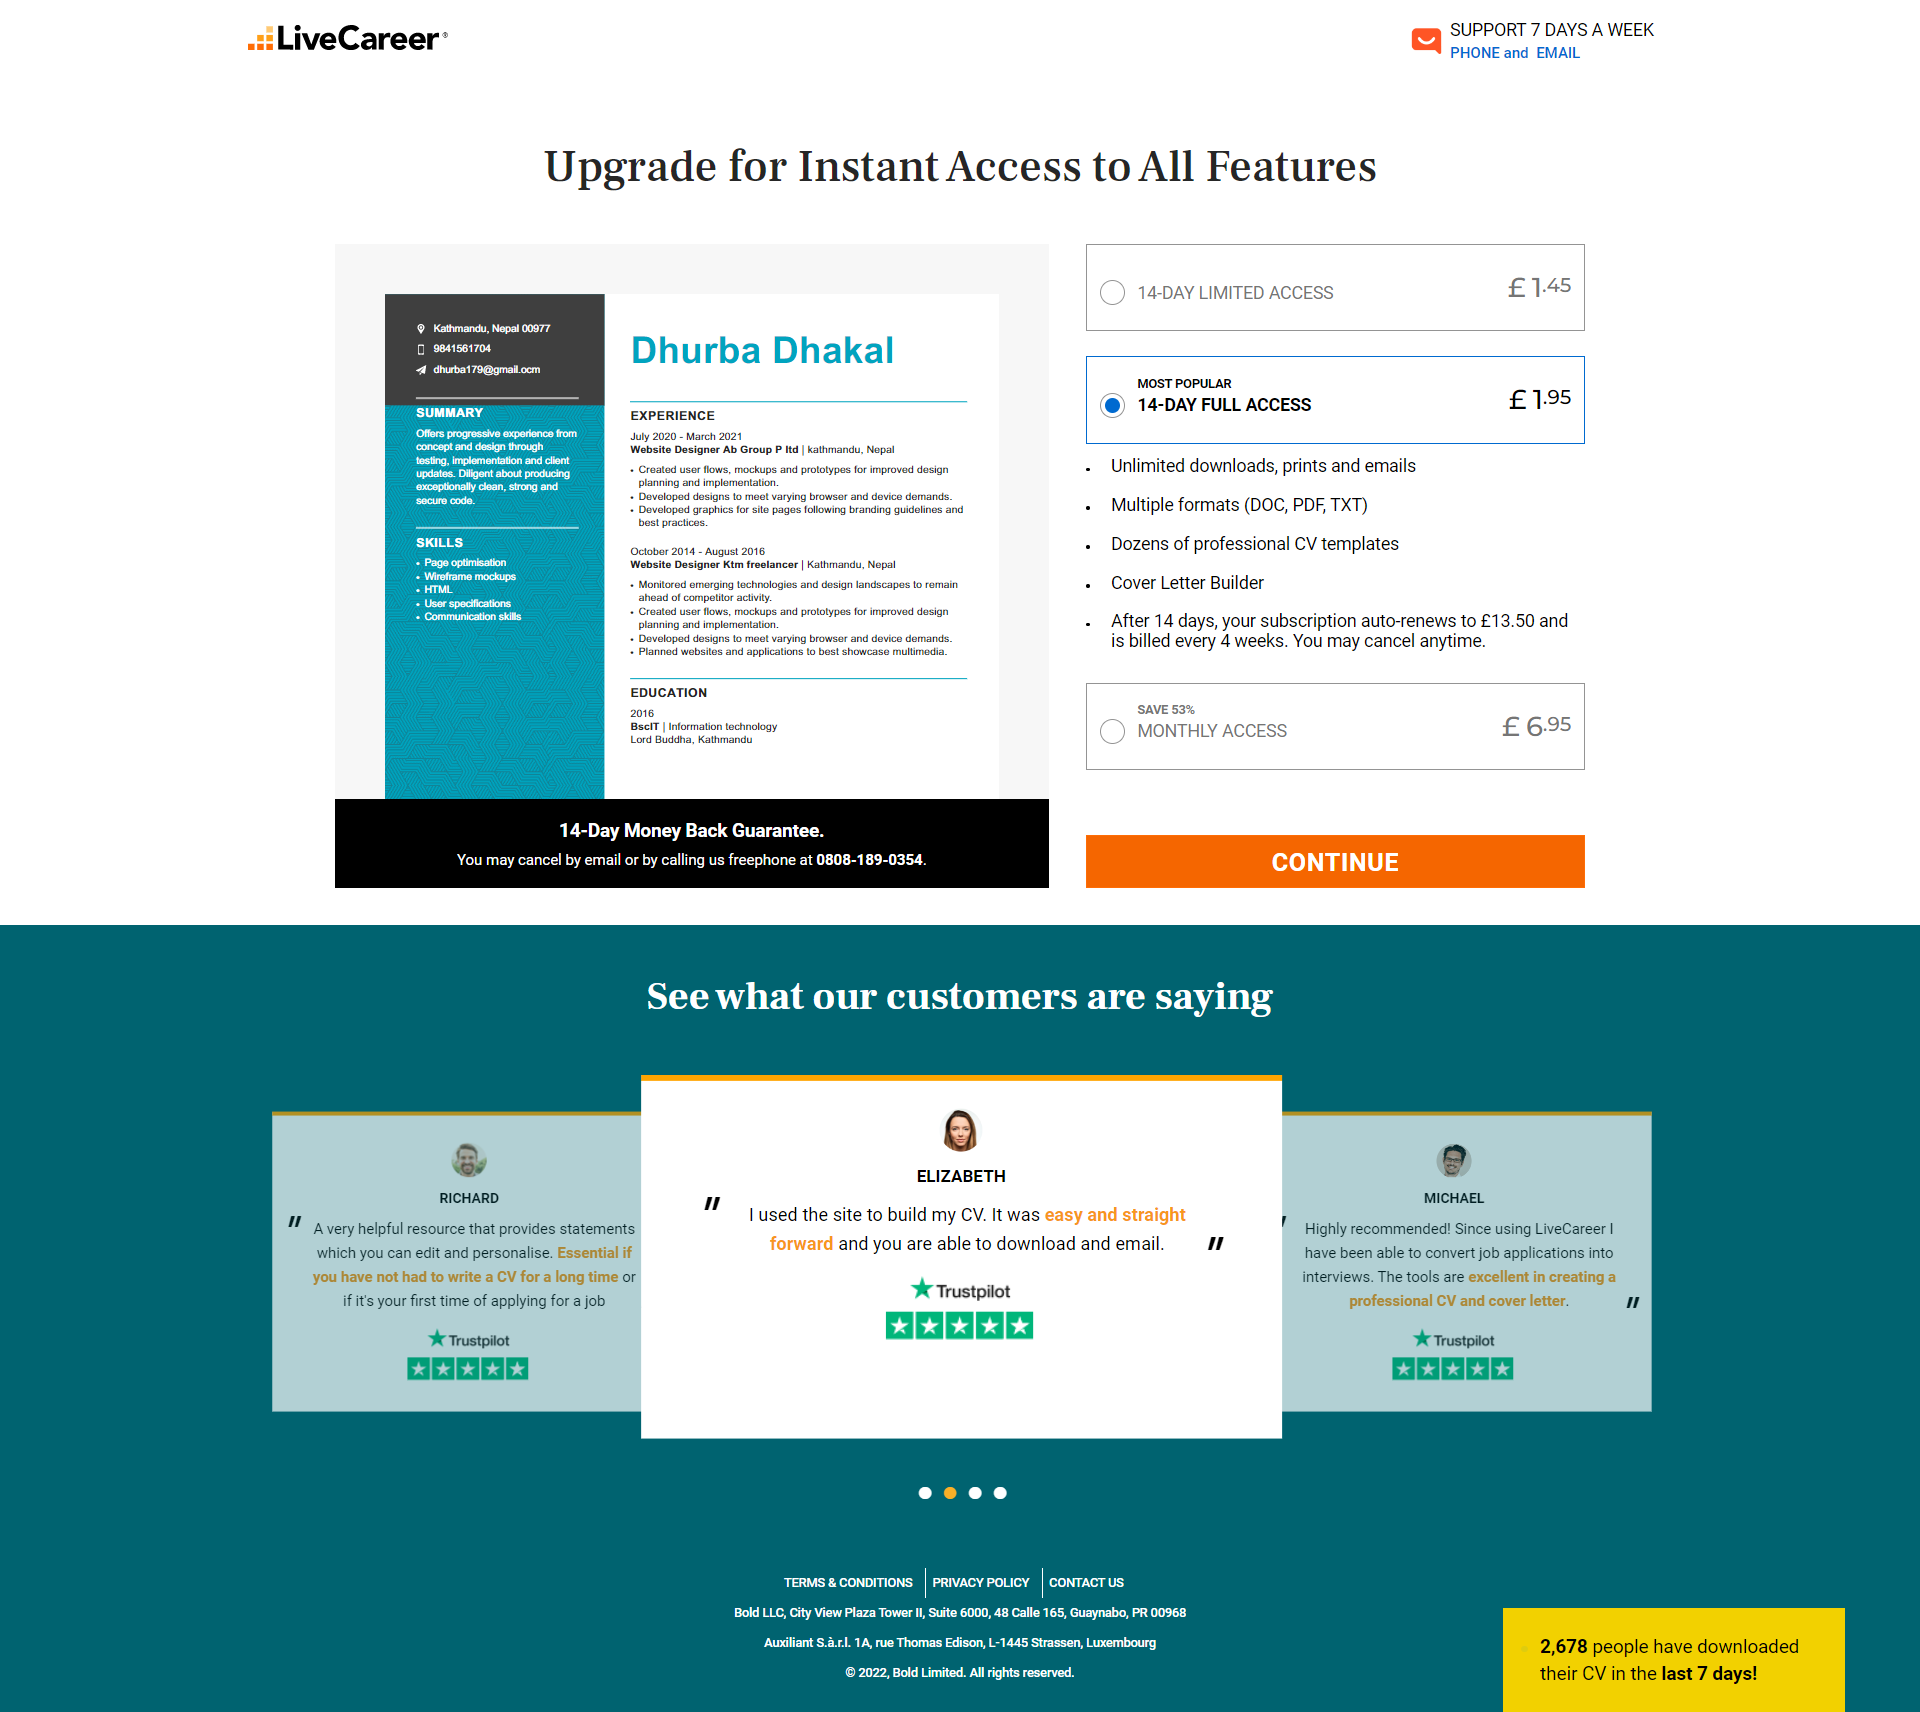 LiveCareer®
SUPPORT 7 DAYS A WEEK
PHONE and EMAIL
Upgrade for Instant Access to All Features
Kathmandu, Nepal 00977
9841561704
dhurba179@gmail.ocm
SUMMARY
Offers progressive experience from
concept and design through
testing, implementation and client
updates. Diligent about producing
exceptionally clean, strong and
secure code.
SKILLS
• Page optimisation
• Wireframe mockups
• HTML
• User specifications
• Communication skills
Dhurba Dhakal
EXPERIENCE
July 2020 - March 2021
Website Designer Ab Group P ltd | kathmandu, Nepal
• Created user flows, mockups and prototypes for improved design
planning and implementation.
• Developed designs to meet varying browser and device demands.
• Developed graphics for site pages following branding guidelines and
best practices.
October 2014 - August 2016
Website Designer Ktm freelancer | Kathmandu, Nepal
• Monitored emerging technologies and design landscapes to remain
ahead of competitor activity.
• Created user flows, mockups and prototypes for improved design
planning and implementation.
• Developed designs to meet varying browser and device demands.
• Planned websites and applications to best showcase multimedia.
EDUCATION
2016
BscIT | Information technology
Lord Buddha, Kathmandu
14-Day Money Back Guarantee.
You may cancel by email or by calling us freephone at 0808-189-0354.
14-DAY LIMITED ACCESS £1.45
MOST POPULAR
14-DAY FULL ACCESS £1.95
• Unlimited downloads, prints and emails
• Multiple formats (DOC, PDF, TXT)
• Dozens of professional CV templates
• Cover Letter Builder
• After 14 days, your subscription auto-renews to £13.50 and
is billed every 4 weeks. You may cancel anytime.
SAVE 53%
MONTHLY ACCESS £6.95
CONTINUE
See what our customers are saying
RICHARD
" A very helpful resource that provides statements
which you can edit and personalise. Essential if
you have not had to write a CV for a long time or
if it's your first time of applying for a job
Trustpilot
ELIZABETH
" I used the site to build my CV. It was easy and straight
forward and you are able to download and email. "
Trustpilot
MICHAEL
" Highly recommended! Since using LiveCareer I
have been able to convert job applications into
interviews. The tools are excellent in creating a
professional CV and cover letter. "
Trustpilot
TERMS & CONDITIONS | PRIVACY POLICY | CONTACT US
Bold LLC, City View Plaza Tower II, Suite 6000, 48 Calle 165, Guaynabo, PR 00968
Auxiliant S.à.r.l. 1A, rue Thomas Edison, L-1445 Strassen, Luxembourg
© 2022, Bold Limited. All rights reserved.
2,678 people have downloaded
their CV in the last 7 days!